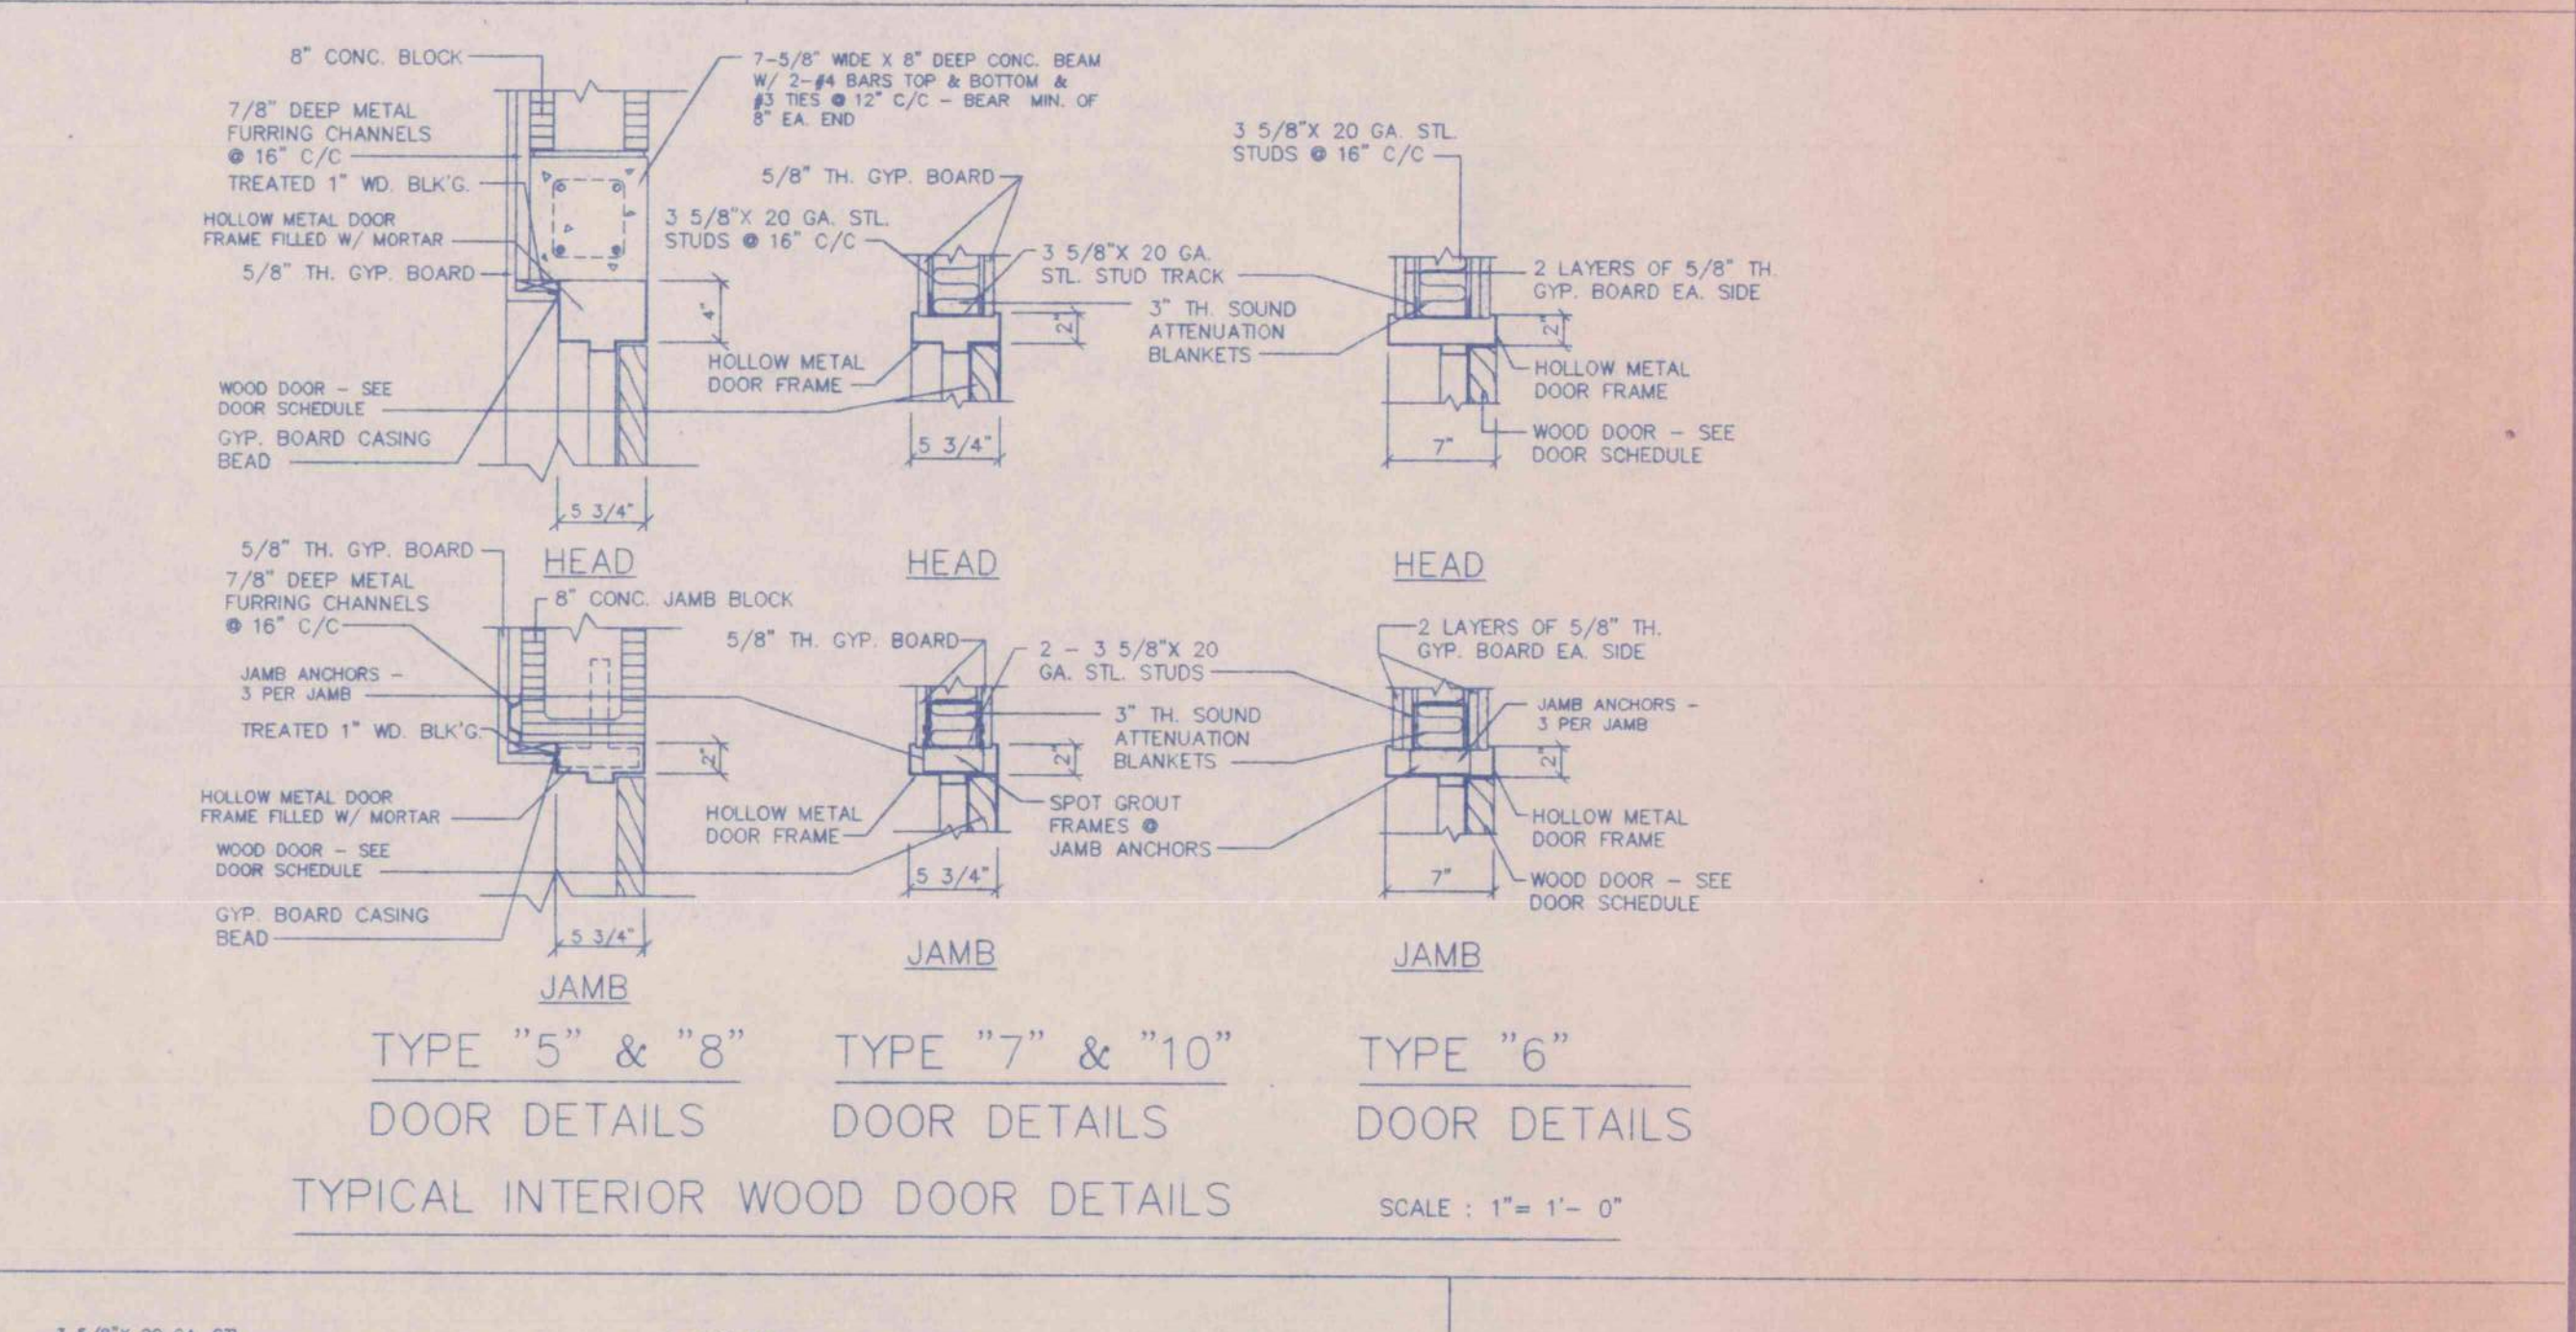 8" CONC. BLOCK
7/8" DEEP METAL
FURRING CHANNELS
@ 16" C/C
TREATED 1" WD. BLK'G.
HOLLOW METAL DOOR
FRAME FILLED W/ MORTAR
5/8" TH. GYP. BOARD
WOOD DOOR - SEE
DOOR SCHEDULE
GYP. BOARD CASING
BEAD
7-5/8" WIDE X 8" DEEP CONC. BEAM
W/ 2-#4 BARS TOP & BOTTOM &
#3 TIES @ 12" C/C - BEAR MIN. OF
8" EA. END
4"
5 3/4"
HEAD
5/8" TH. GYP. BOARD
3 5/8"X 20 GA. STL.
STUDS @ 16" C/C
3 5/8"X 20 GA.
STL. STUD TRACK
3" TH. SOUND
ATTENUATION
BLANKETS
2"
HOLLOW METAL
DOOR FRAME
5 3/4"
HEAD
3 5/8"X 20 GA. STL.
STUDS @ 16" C/C
2 LAYERS OF 5/8" TH.
GYP. BOARD EA. SIDE
2"
HOLLOW METAL
DOOR FRAME
WOOD DOOR - SEE
DOOR SCHEDULE
7"
HEAD
5/8" TH. GYP. BOARD
7/8" DEEP METAL
FURRING CHANNELS
@ 16" C/C
8" CONC. JAMB BLOCK
JAMB ANCHORS -
3 PER JAMB
TREATED 1" WD. BLK'G.
2"
HOLLOW METAL DOOR
FRAME FILLED W/ MORTAR
WOOD DOOR - SEE
DOOR SCHEDULE
GYP. BOARD CASING
BEAD
5 3/4"
JAMB
5/8" TH. GYP. BOARD
2 - 3 5/8"X 20
GA. STL. STUDS
3" TH. SOUND
ATTENUATION
BLANKETS
2"
HOLLOW METAL
DOOR FRAME
SPOT GROUT
FRAMES @
JAMB ANCHORS
5 3/4"
JAMB
2 LAYERS OF 5/8" TH.
GYP. BOARD EA. SIDE
JAMB ANCHORS -
3 PER JAMB
2"
HOLLOW METAL
DOOR FRAME
WOOD DOOR - SEE
DOOR SCHEDULE
7"
JAMB
TYPE "5" & "8"
DOOR DETAILS
TYPE "7" & "10"
DOOR DETAILS
TYPE "6"
DOOR DETAILS
TYPICAL INTERIOR WOOD DOOR DETAILS
SCALE : 1"= 1'- 0"